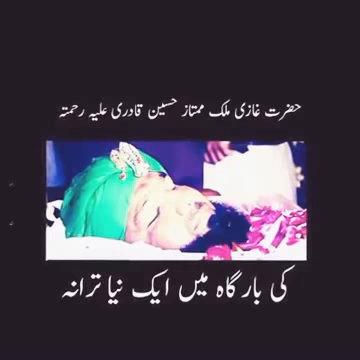 حضرت غازی ملک ممتاز حسین قادری علیہ رحمتہ
کی بارگاہ میں ایک نیا ترانہ